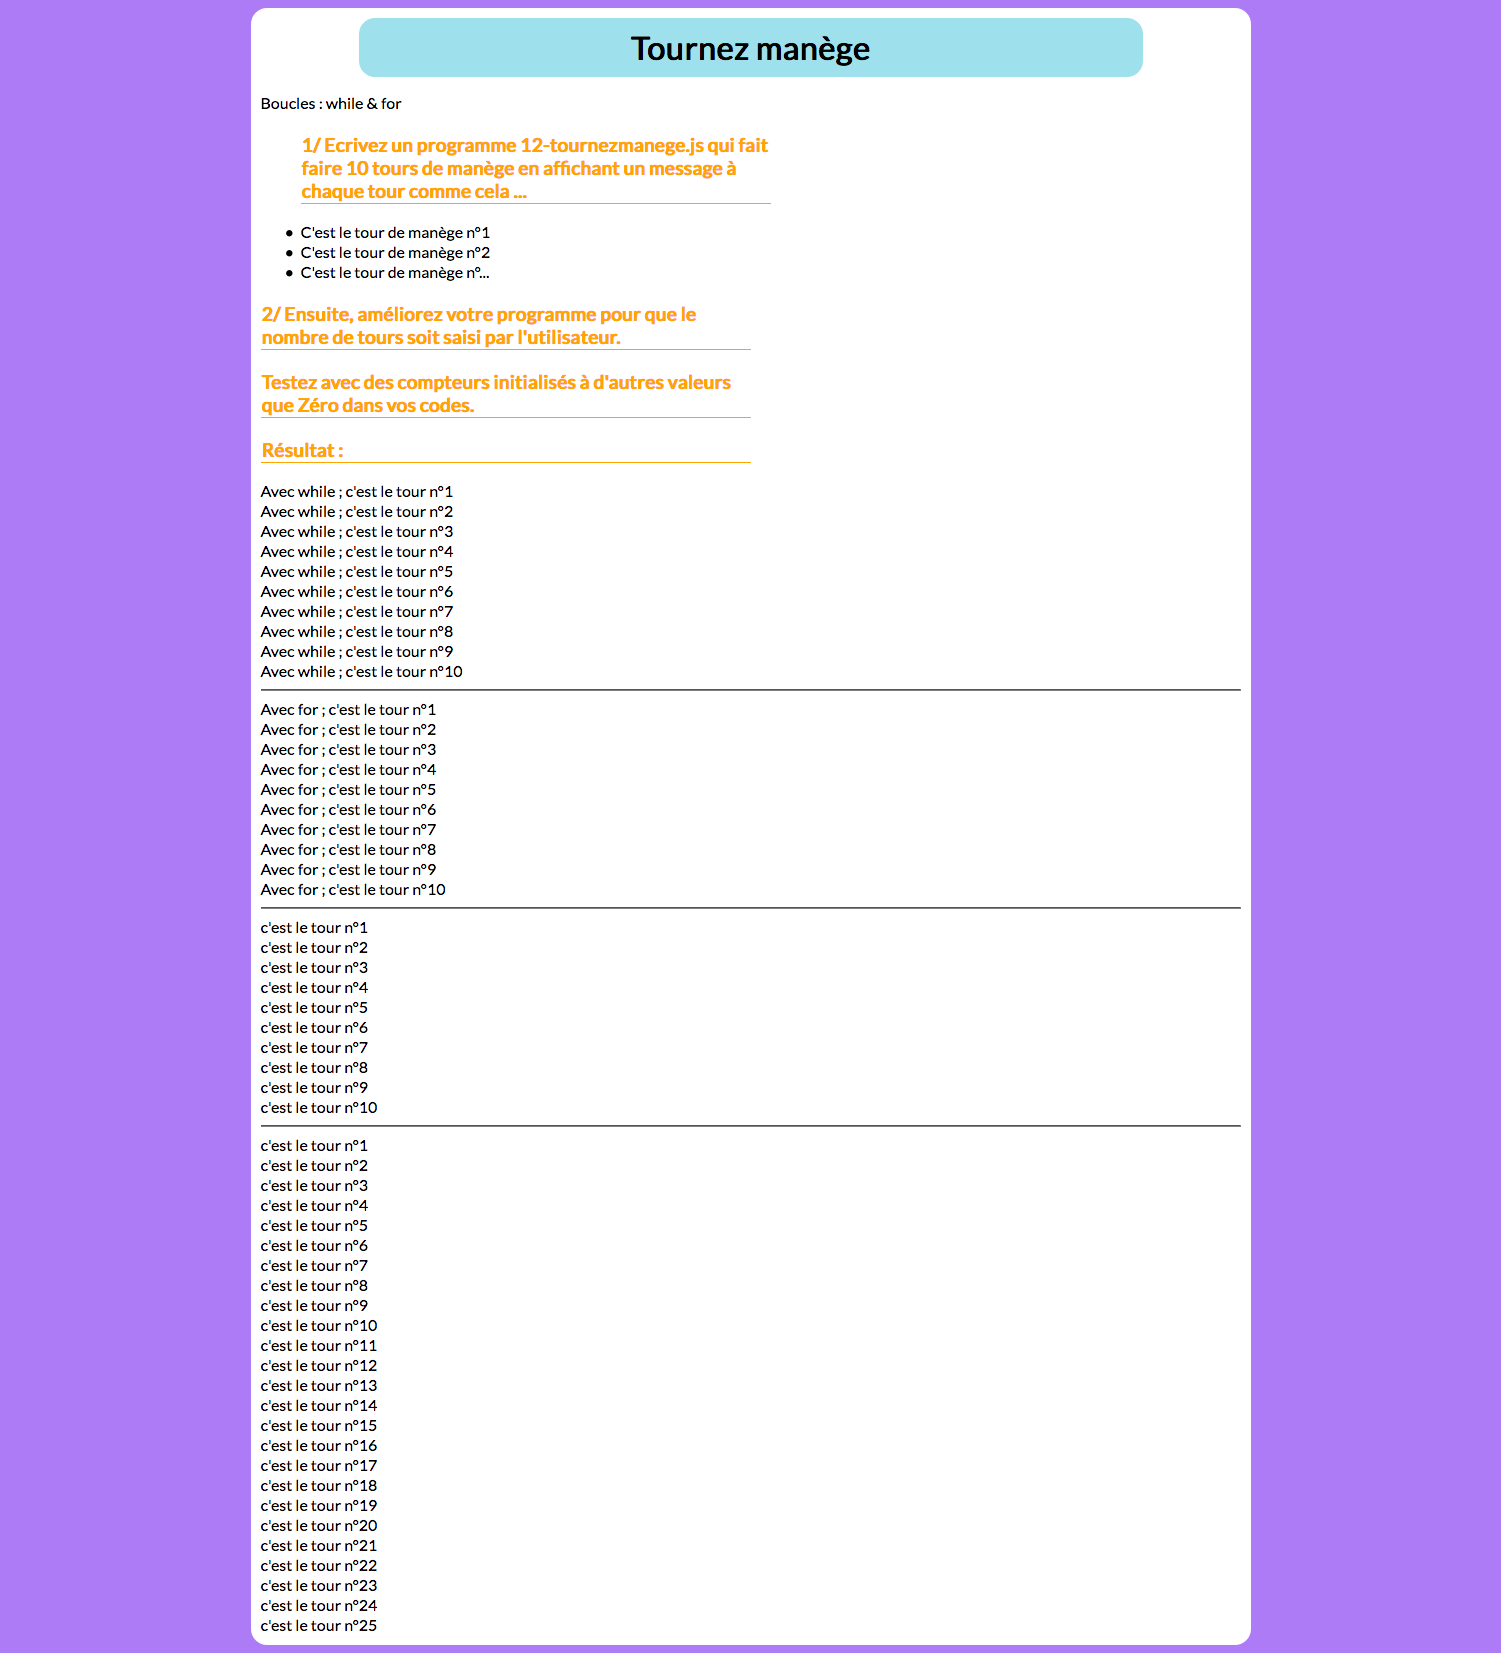 Tournez manège
Boucles : while & for
1/ Ecrivez un programme 12-tournezmanege.js qui fait
faire 10 tours de manège en affichant un message à
chaque tour comme cela ...
C'est le tour de manège n°1
C'est le tour de manège n°2
C'est le tour de manège n°...
2/ Ensuite, améliorez votre programme pour que le
nombre de tours soit saisi par l'utilisateur.
Testez avec des compteurs initialisés à d'autres valeurs
que Zéro dans vos codes.
Résultat :
Avec while ; c'est le tour n°1
Avec while ; c'est le tour n°2
Avec while ; c'est le tour n°3
Avec while ; c'est le tour n°4
Avec while ; c'est le tour n°5
Avec while ; c'est le tour n°6
Avec while ; c'est le tour n°7
Avec while ; c'est le tour n°8
Avec while ; c'est le tour n°9
Avec while ; c'est le tour n°10
Avec for ; c'est le tour n°1
Avec for ; c'est le tour n°2
Avec for ; c'est le tour n°3
Avec for ; c'est le tour n°4
Avec for ; c'est le tour n°5
Avec for ; c'est le tour n°6
Avec for ; c'est le tour n°7
Avec for ; c'est le tour n°8
Avec for ; c'est le tour n°9
Avec for ; c'est le tour n°10
c'est le tour n°1
c'est le tour n°2
c'est le tour n°3
c'est le tour n°4
c'est le tour n°5
c'est le tour n°6
c'est le tour n°7
c'est le tour n°8
c'est le tour n°9
c'est le tour n°10
c'est le tour n°1
c'est le tour n°2
c'est le tour n°3
c'est le tour n°4
c'est le tour n°5
c'est le tour n°6
c'est le tour n°7
c'est le tour n°8
c'est le tour n°9
c'est le tour n°10
c'est le tour n°11
c'est le tour n°12
c'est le tour n°13
c'est le tour n°14
c'est le tour n°15
c'est le tour n°16
c'est le tour n°17
c'est le tour n°18
c'est le tour n°19
c'est le tour n°20
c'est le tour n°21
c'est le tour n°22
c'est le tour n°23
c'est le tour n°24
c'est le tour n°25